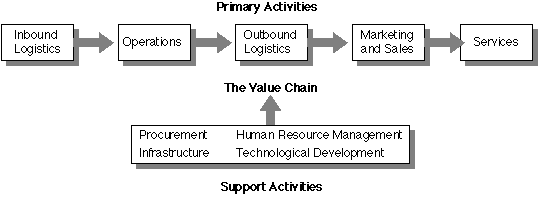 Primary Activities
Inbound Logistics
Operations
Outbound Logistics
Marketing and Sales
Services
The Value Chain
Procurement Human Resource Management
Infrastructure Technological Development
Support Activities